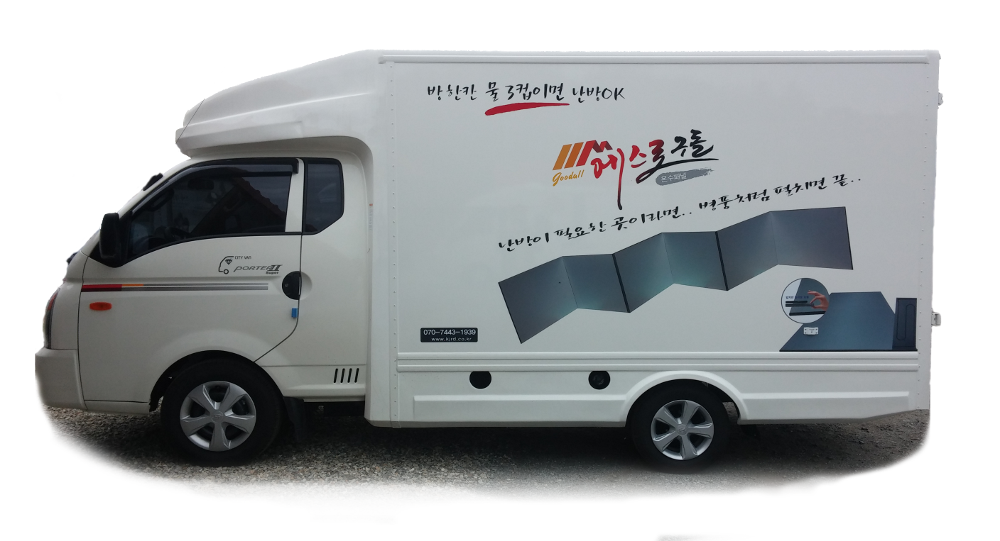 방한칸 물 3컵이면 난방OK
메스로구들
goodall
온수패널
난방이 필요한 곳이라면.. 병풍처럼 펼치면 끝..
CITY VAN
PORTER II
Super
070-7443-1939
www.kjrd.co.kr